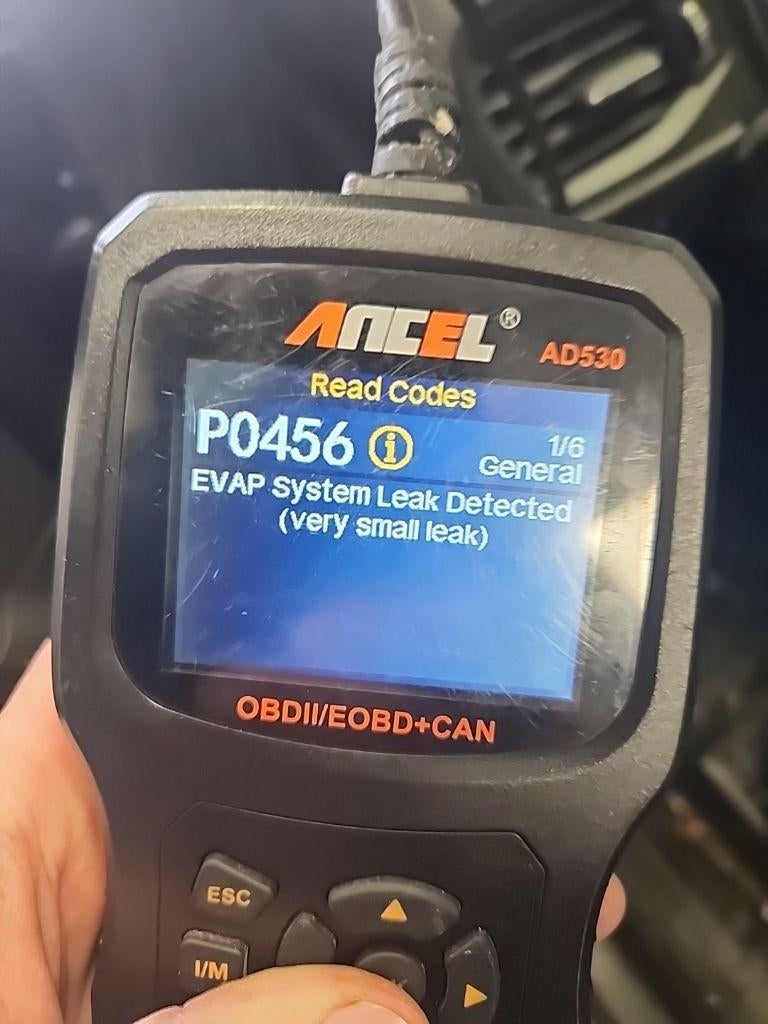 ANCEL®
AD530
Read Codes
P0456 i 1/6
General
EVAP System Leak Detected
(very small leak)
OBDII/EOBD+CAN
ESC
I/M